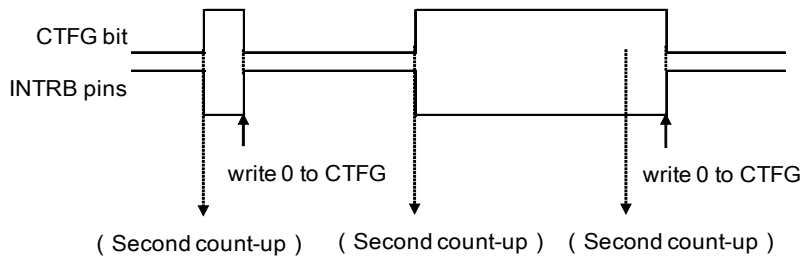 CTFG bit
INTRB pins
write 0 to CTFG
write 0 to CTFG
( Second count-up )
( Second count-up )
( Second count-up )